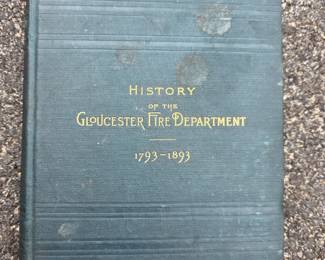 HISTORY
OF THE
GLOUCESTER FIRE DEPARTMENT
1793-1893